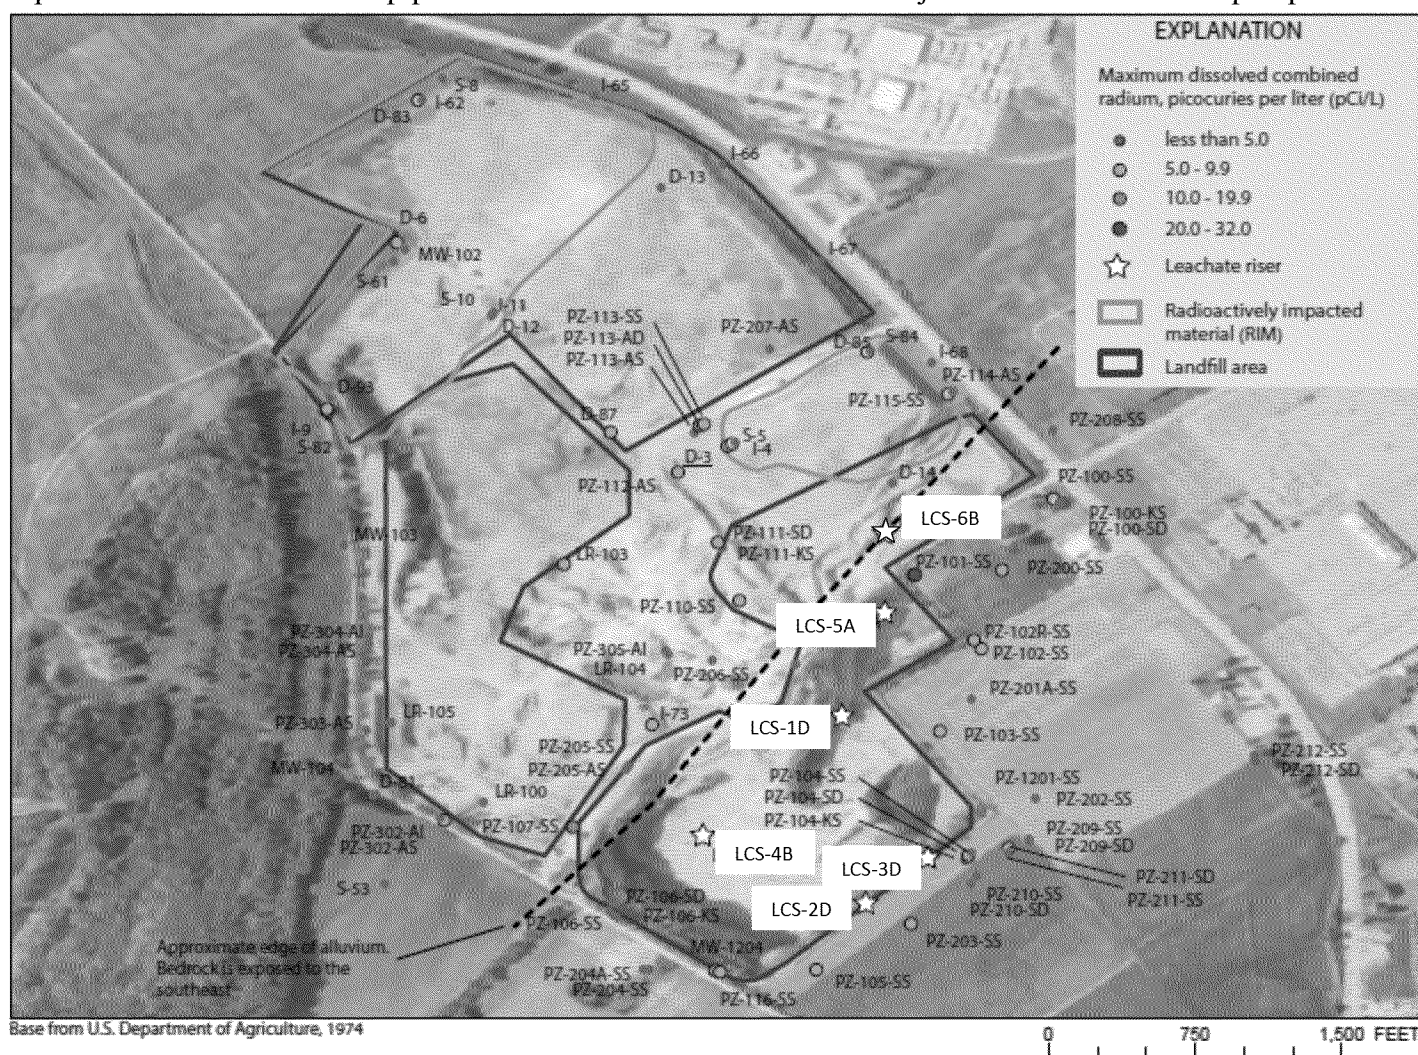 EXPLANATION
Maximum dissolved combined
radium, picocuries per liter (pCi/L)
less than 5.0
5.0 - 9.9
10.0 - 19.9
20.0 - 32.0
Leachate riser
Radioactively impacted
material (RIM)
Landfill area
S-8
I-65
I-62
D-83
I-66
D-13
D-6
MW-102
I-67
S-61
S-10
I-11
D-12
PZ-113-SS
PZ-113-AD
PZ-113-AS
PZ-207-AS
D-85
S-84
I-68
PZ-114-AS
D-93
PZ-115-SS
D-87
I-9
S-82
S-5
I-4
PZ-208-SS
D-3
D-14
PZ-112-AS
PZ-100-SS
PZ-100-KS
PZ-100-SD
LCS-6B
MW-103
PZ-111-SD
PZ-111-KS
LR-103
PZ-101-SS
PZ-200-SS
PZ-110-SS
LCS-5A
PZ-304-AI
PZ-304-AS
PZ-102R-SS
PZ-102-SS
PZ-305-AI
LR-104
PZ-206-SS
PZ-201A-SS
LR-105
PZ-303-AS
I-73
LCS-1D
PZ-103-SS
PZ-205-SS
PZ-205-AS
PZ-212-SS
PZ-212-SD
MW-104
D-81
PZ-104-SS
PZ-104-SD
PZ-104-KS
PZ-1201-SS
PZ-202-SS
LR-100
PZ-302-AI
PZ-302-AS
PZ-107-SS
PZ-209-SS
PZ-209-SD
LCS-4B
LCS-3D
PZ-211-SD
PZ-211-SS
S-53
PZ-106-SD
PZ-106-KS
PZ-106-SS
LCS-2D
PZ-210-SS
PZ-210-SD
PZ-203-SS
MW-1204
Approximate edge of alluvium.
Bedrock is exposed to the
southeast
PZ-204A-SS
PZ-204-SS
PZ-116-SS
PZ-105-SS
Base from U.S. Department of Agriculture, 1974
0 750 1,500 FEET